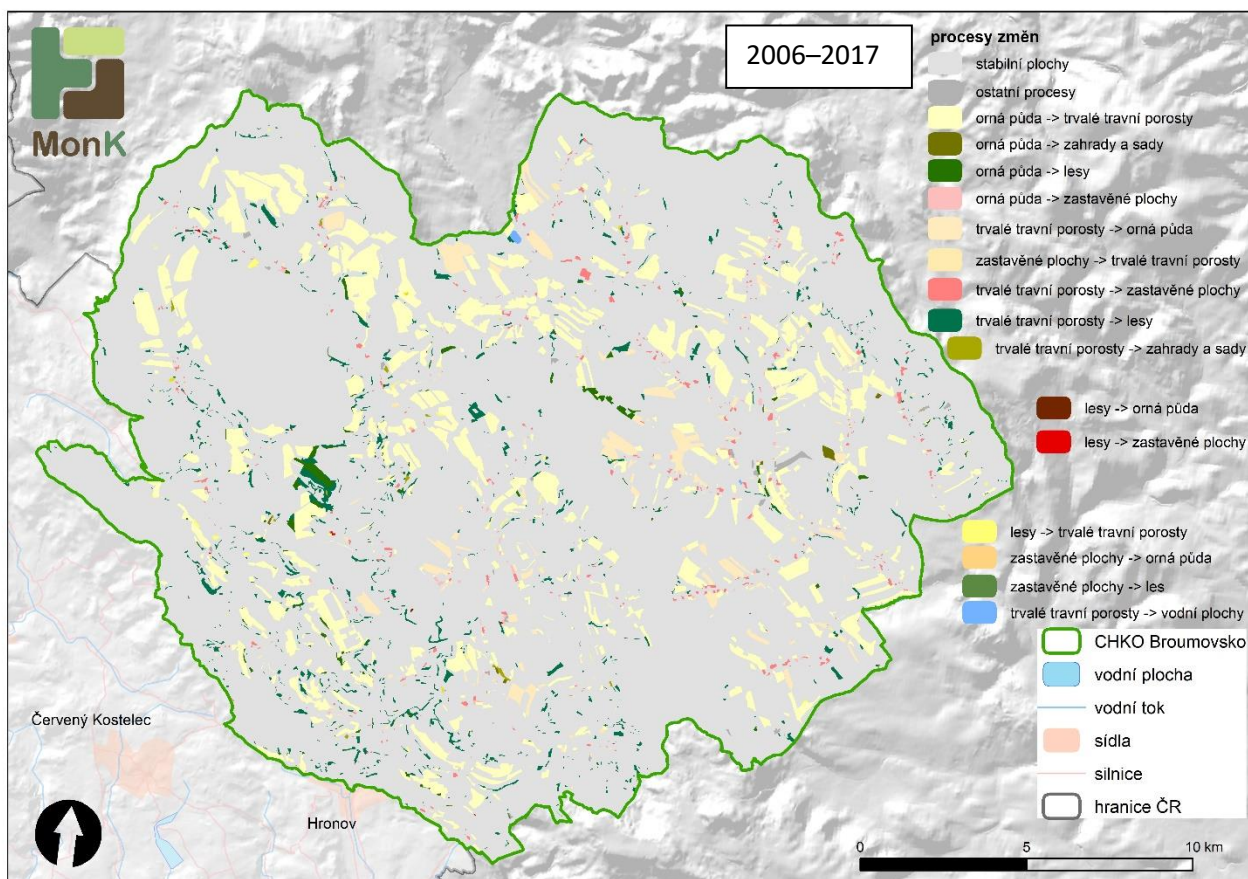 MonK
2006–2017
procesy změn
stabilní plochy
ostatní procesy
orná půda -> trvalé travní porosty
orná půda -> zahrady a sady
orná půda -> lesy
orná půda -> zastavěné plochy
trvalé travní porosty -> orná půda
zastavěné plochy -> trvalé travní porosty
trvalé travní porosty -> zastavěné plochy
trvalé travní porosty -> lesy
trvalé travní porosty -> zahrady a sady
lesy -> orná půda
lesy -> zastavěné plochy
lesy -> trvalé travní porosty
zastavěné plochy -> orná půda
zastavěné plochy -> les
trvalé travní porosty -> vodní plochy
CHKO Broumovsko
vodní plocha
vodní tok
sídla
silnice
hranice ČR
Červený Kostelec
Hronov
0 5 10 km